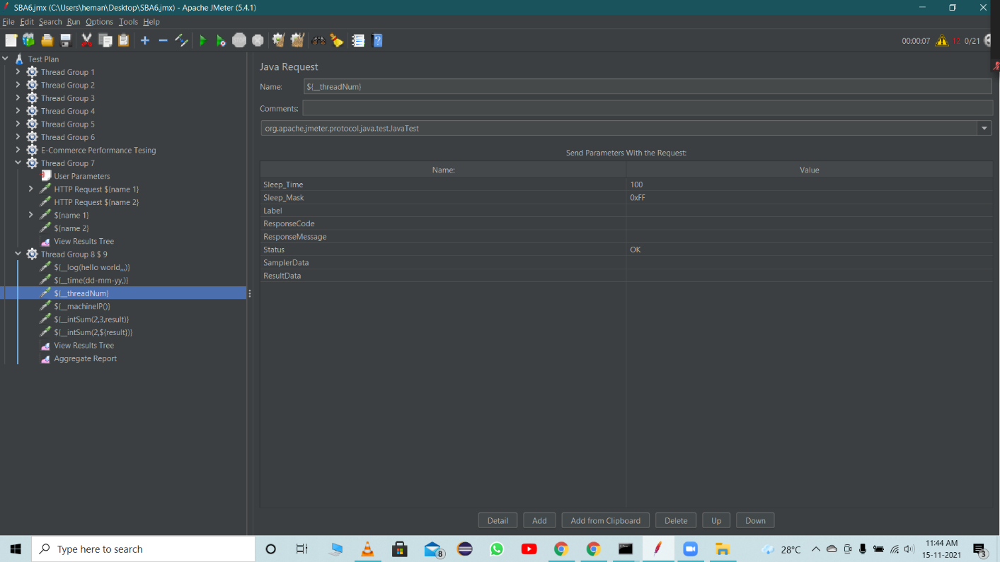 SBA6.jmx (C:\Users\heman\Desktop\SBA6.jmx) - Apache JMeter (5.4.1)
File Edit Search Run Options Tools Help
00:00:07 12 0/21
Test Plan
Thread Group 1
Thread Group 2
Thread Group 3
Thread Group 4
Thread Group 5
Thread Group 6
E-Commerce Performance Tesing
Thread Group 7
User Parameters
HTTP Request ${name 1}
HTTP Request ${name 2}
${name 1}
${name 2}
View Results Tree
Thread Group 8 $ 9
${__log(hello world,,,)}
${__time(dd-mm-yy,)}
${__threadNum}
${__machineIP()}
${__intSum(2,3,result)}
${__intSum(2,${result})}
View Results Tree
Aggregate Report
Java Request
Name: ${__threadNum}
Comments:
org.apache.jmeter.protocol.java.test.JavaTest
Send Parameters With the Request:
Name: Value
Sleep_Time 100
Sleep_Mask 0xFF
Label
ResponseCode
ResponseMessage
Status OK
SamplerData
ResultData
Detail Add Add from Clipboard Delete Up Down
Type here to search
8
28°C
11:44 AM
15-11-2021
3